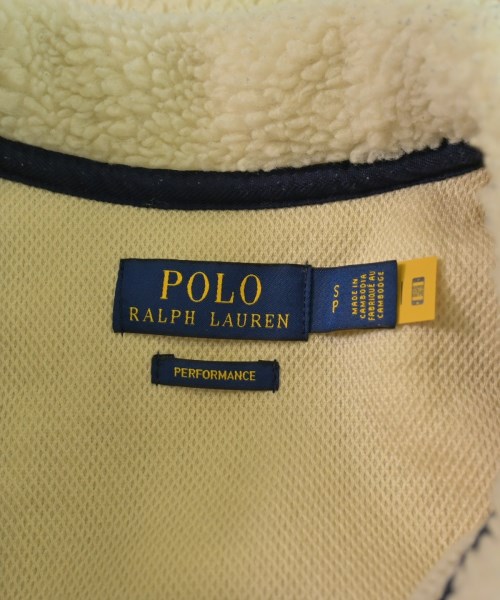 POLO
RALPH LAUREN
S
P
MADE IN
CAMBODIA
FABRIQUÉ AU
CAMBODGE
PERFORMANCE